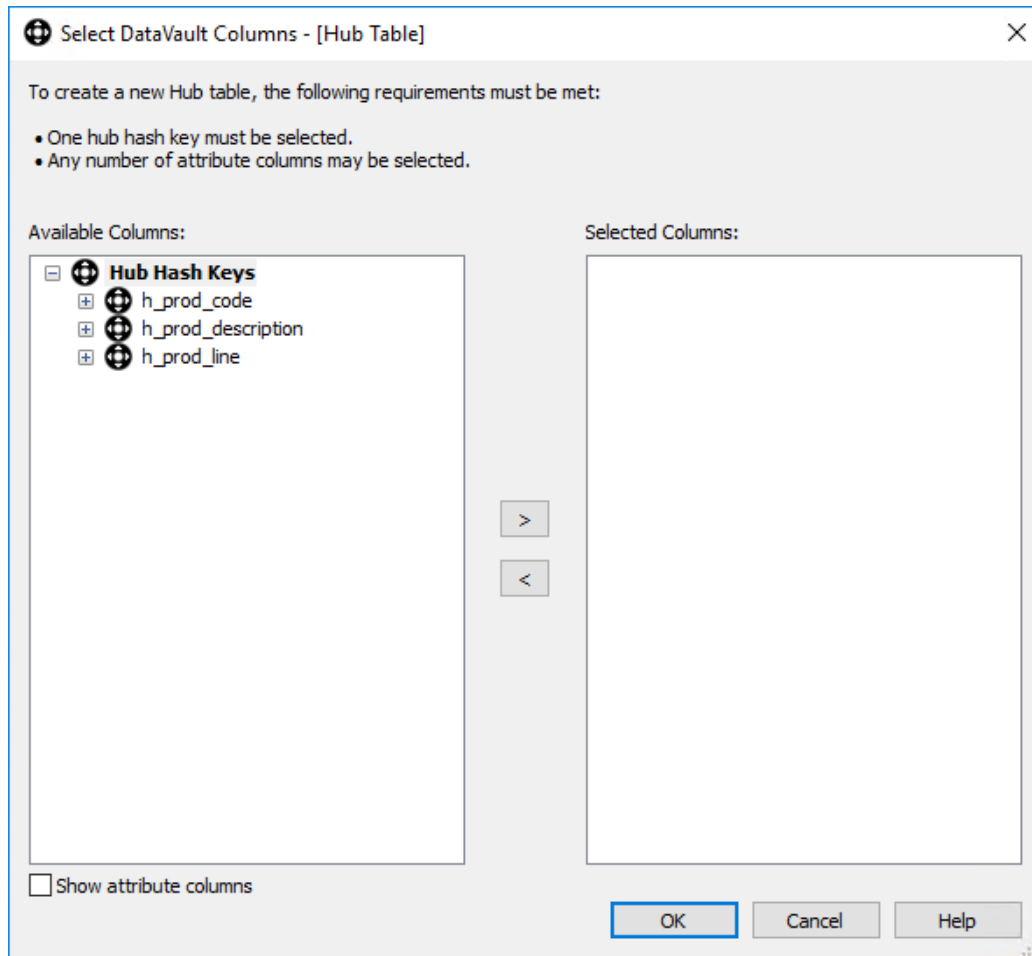 Select DataVault Columns - [Hub Table]
To create a new Hub table, the following requirements must be met:
• One hub hash key must be selected.
• Any number of attribute columns may be selected.
Available Columns:
Selected Columns:
Hub Hash Keys
h_prod_code
h_prod_description
h_prod_line
>
<
Show attribute columns
OK
Cancel
Help